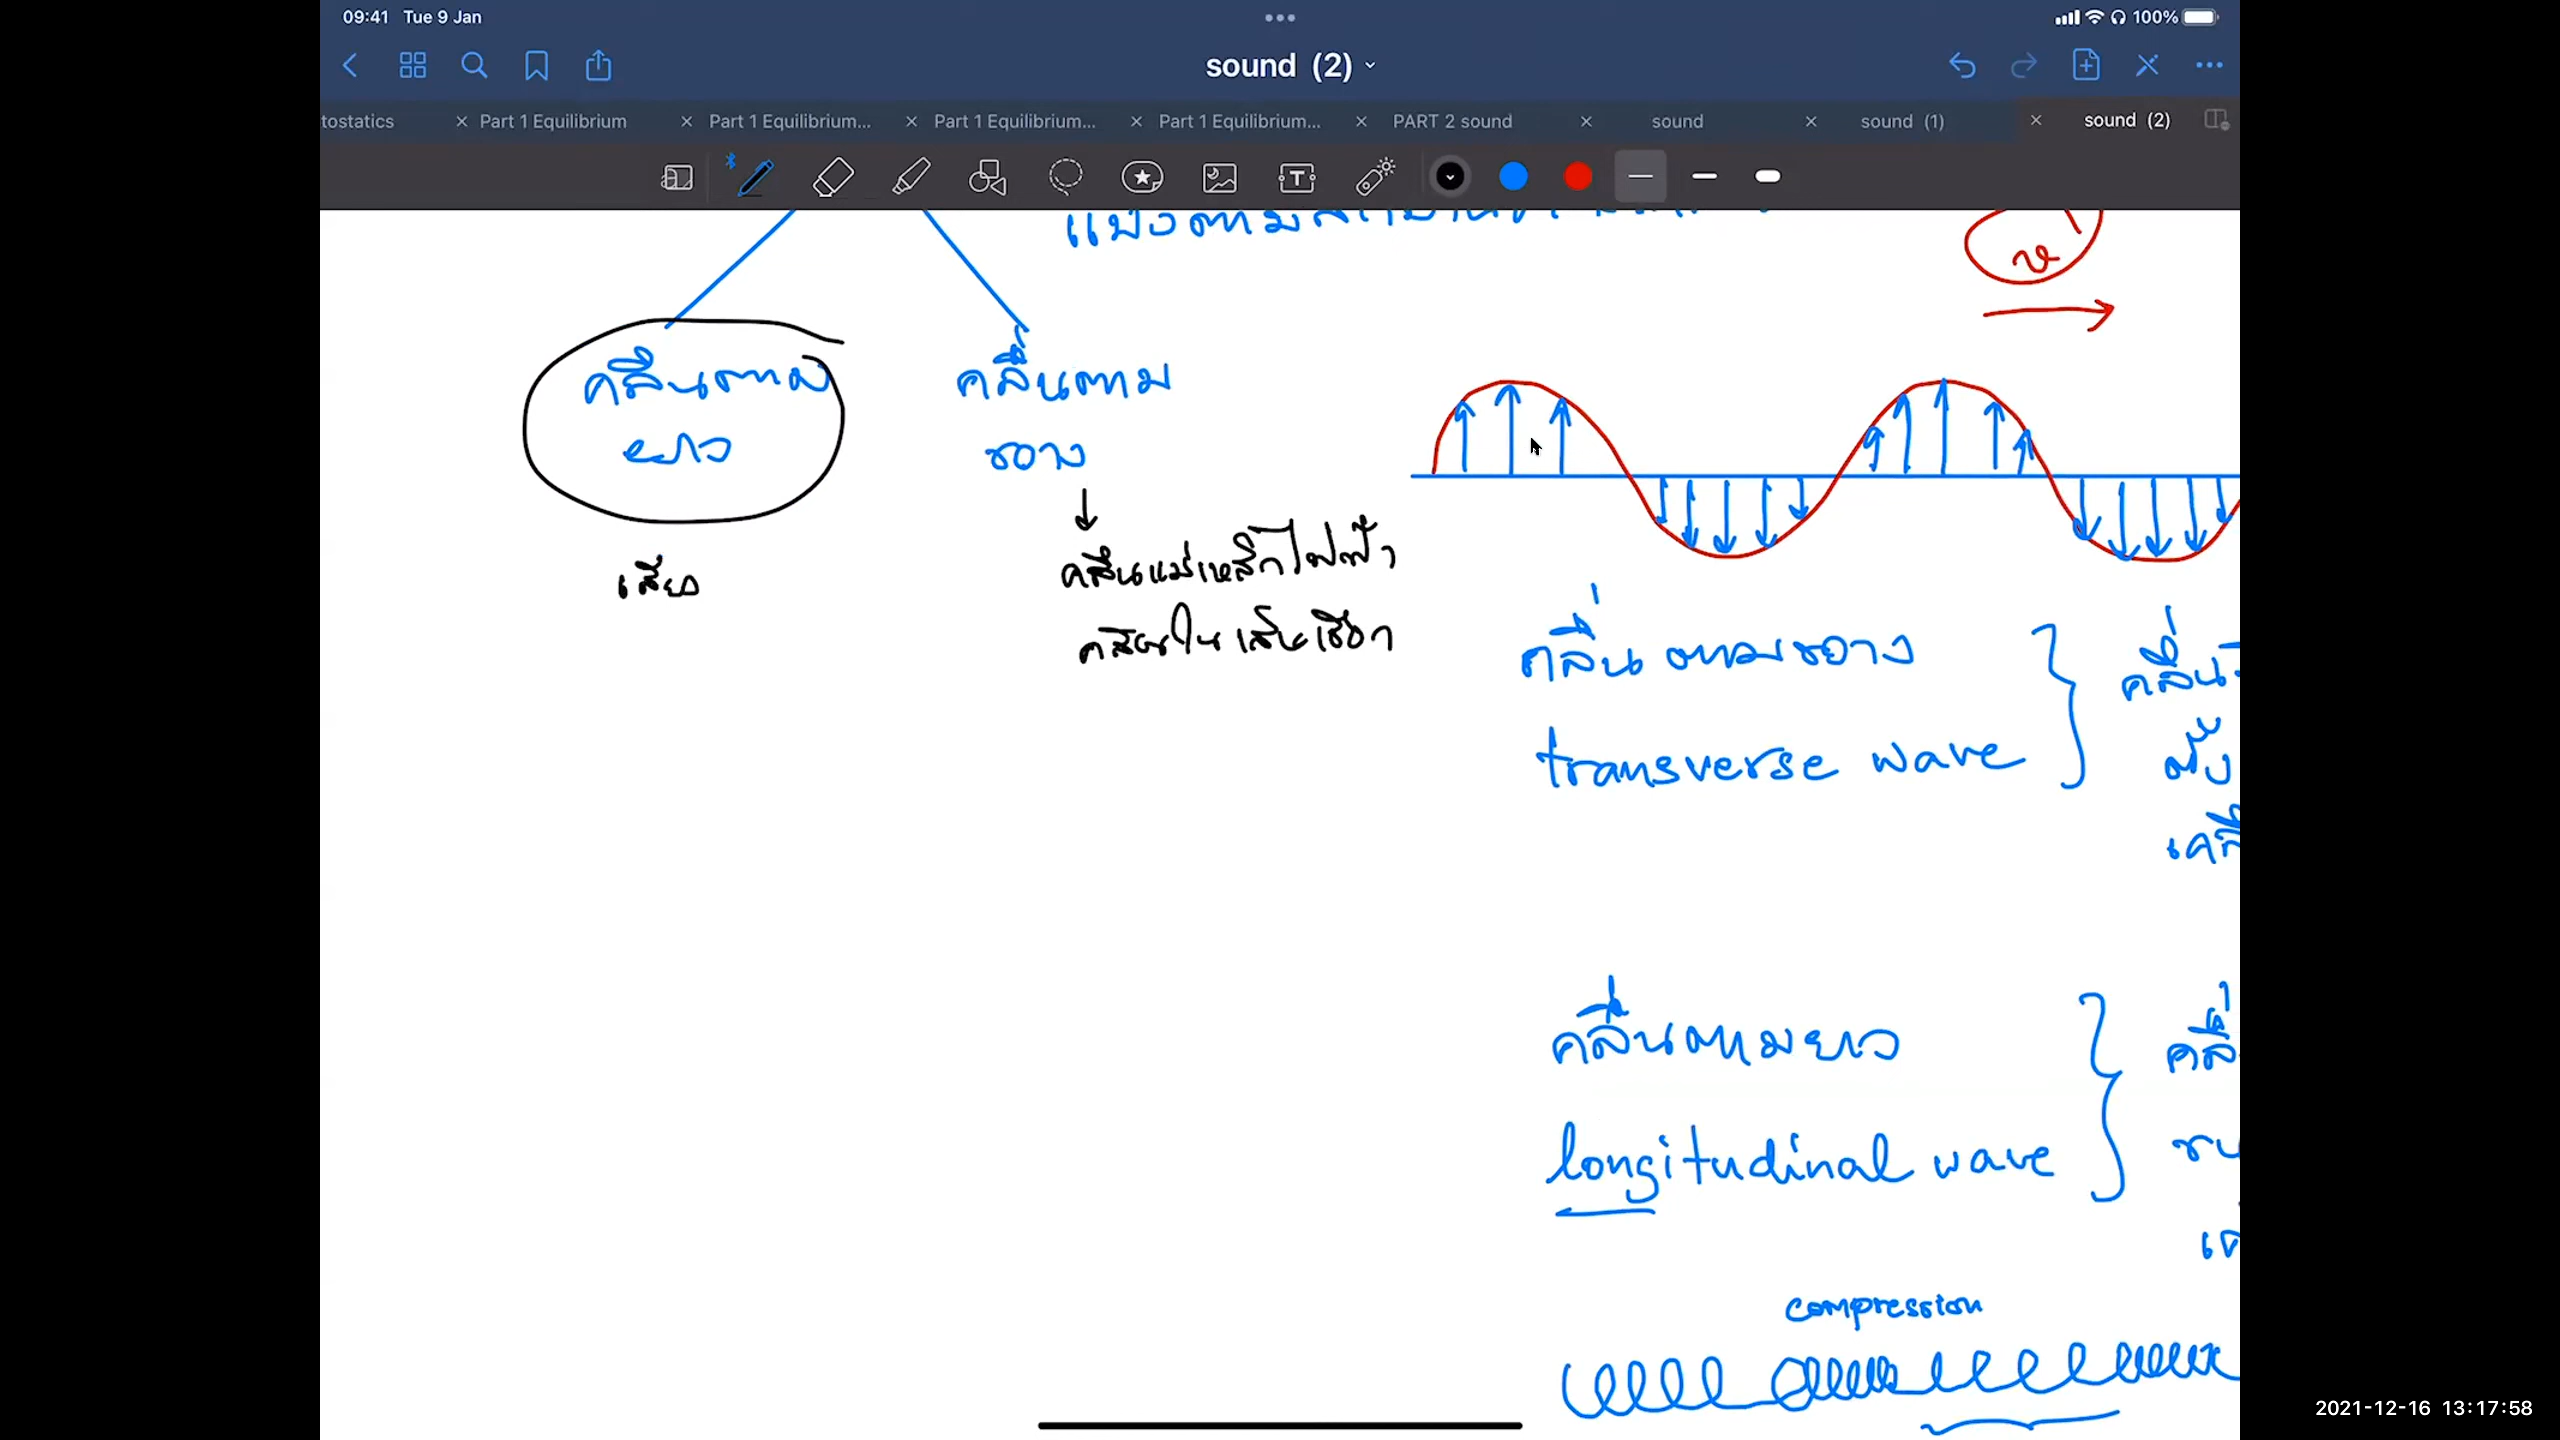 09:41 Tue 9 Jan
100%
sound (2)
tostatics
Part 1 Equilibrium
Part 1 Equilibrium...
Part 1 Equilibrium...
Part 1 Equilibrium...
PART 2 sound
sound
sound (1)
sound (2)
v
คลื่นตาม
ยาว
คลื่นตาม
ขวาง
เสียง
คลื่นแม่เหล็กไฟฟ้า
คลื่นในเส้นเชือก
คลื่นตามขวาง
transverse wave
คลื่นตามยาว
longitudinal wave
compression
2021-12-16 13:17:58